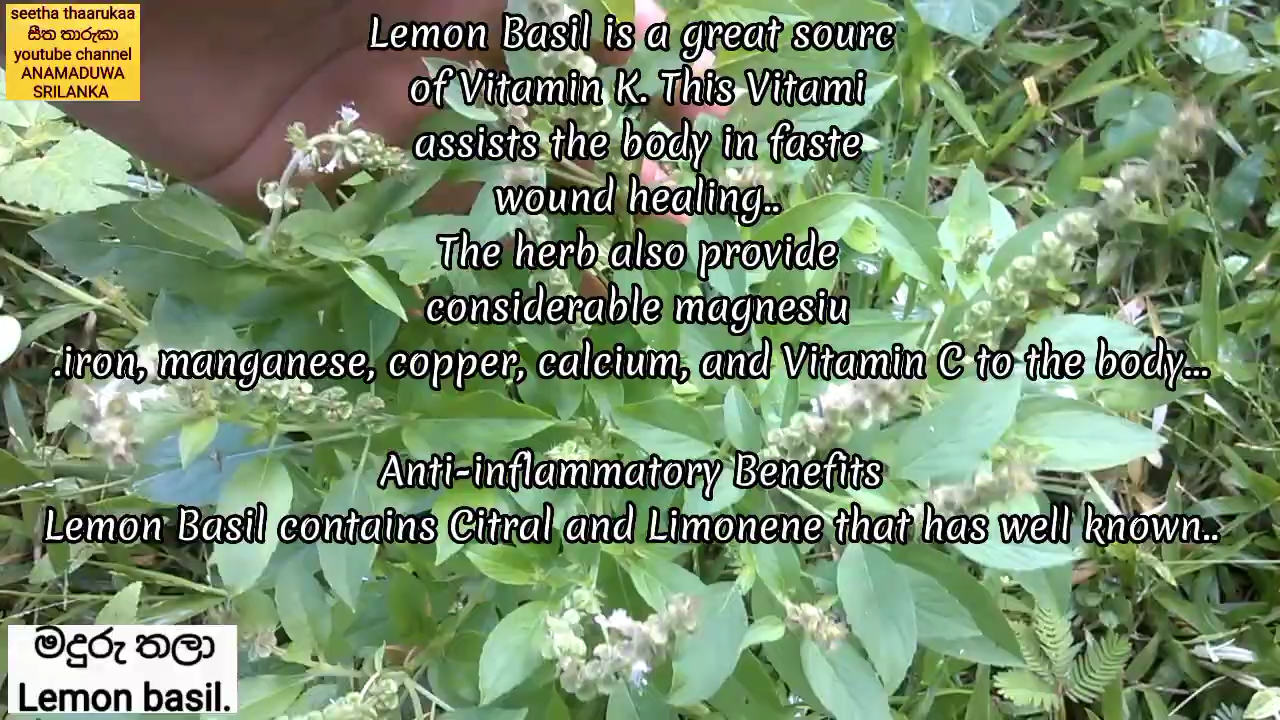 seetha thaarukaa
සීත තාරුකා
youtube channel
ANAMADUWA
SRILANKA
Lemon Basil is a great sourc
of Vitamin K. This Vitami
assists the body in faste
wound healing..
The herb also provide
considerable magnesiu
.iron, manganese, copper, calcium, and Vitamin C to the body...
Anti-inflammatory Benefits
Lemon Basil contains Citral and Limonene that has well known..
මදුරු තලා
Lemon basil.